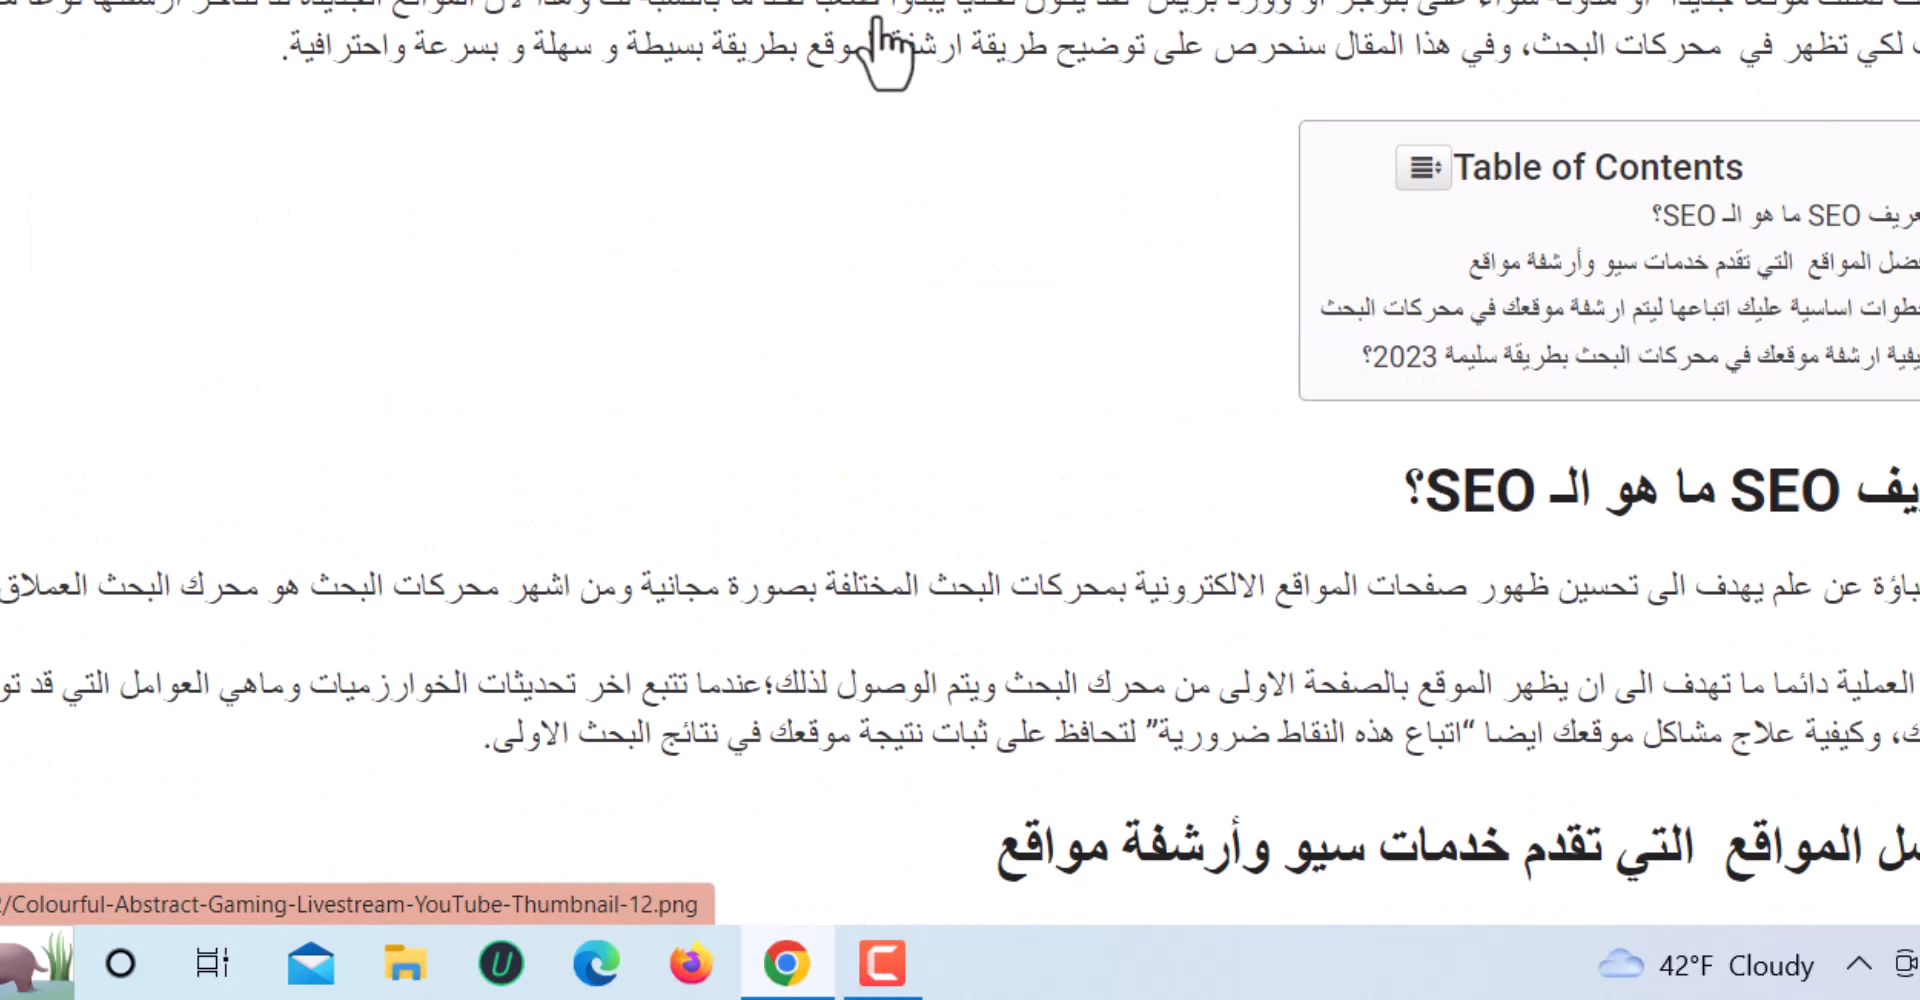 لكي تظهر في محركات البحث، وفي هذا المقال سنحرص على توضيح طريقة بطريقة بسيطة و سهلة و بسرعة واحترافية.
Table of Contents
SEO ما هو الـ SEO؟
المواقع التي تقدم خدمات سيو وأرشفة مواقع
اساسية عليك اتباعها ليتم ارشفة موقعك في محركات البحث
ارشفة موقعك في محركات البحث بطريقة سليمة 2023؟
SEO ما هو الـ SEO؟
عن علم يهدف الى تحسين ظهور صفحات المواقع الالكترونية بمحركات البحث المختلفة بصورة مجانية ومن اشهر محركات البحث هو محرك البحث العملاق
العملية دائما ما تهدف الى ان يظهر الموقع بالصفحة الاولى من محرك البحث ويتم الوصول لذلك؛عندما تتبع اخر تحديثات الخوارزميات وماهي العوامل التي قد
وكيفية علاج مشاكل موقعك ايضا “اتباع هذه النقاط ضرورية” لتحافظ على ثبات نتيجة موقعك في نتائج البحث الاولى.
المواقع التي تقدم خدمات سيو وأرشفة مواقع
/Colourful-Abstract-Gaming-Livestream-YouTube-Thumbnail-12.png
42°F Cloudy